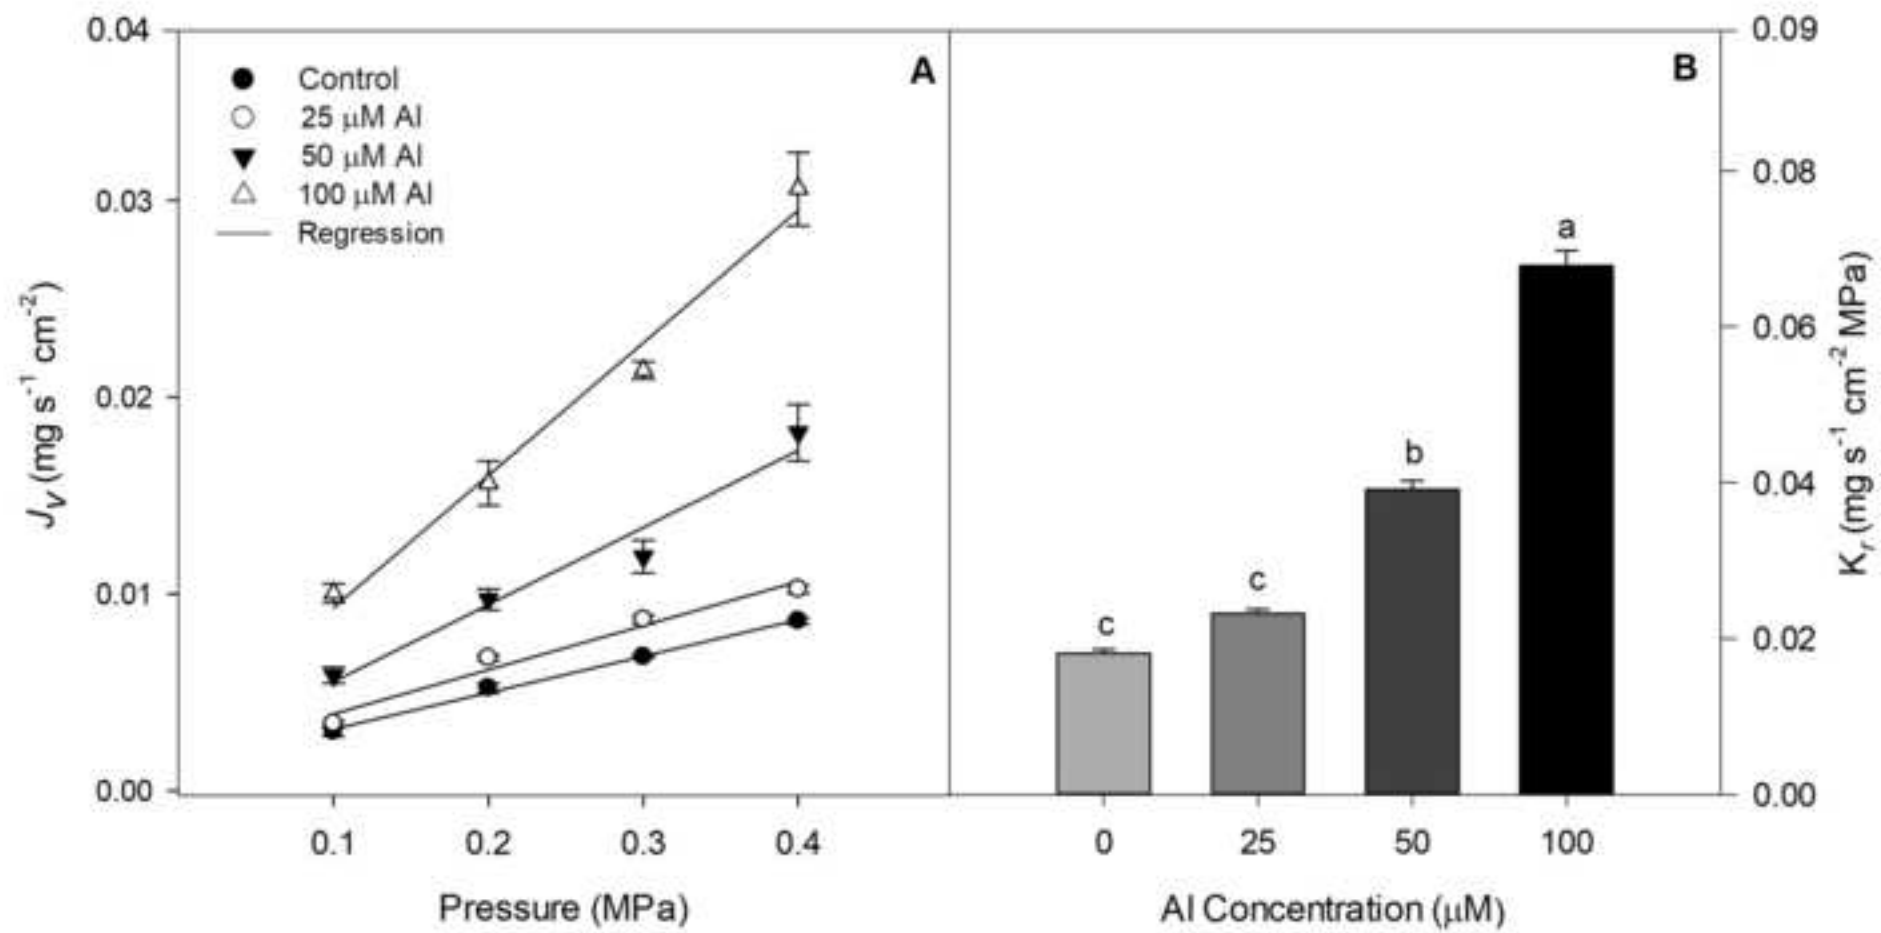 A
Control
25 μM Al
50 μM Al
100 μM Al
Regression
0.04
0.03
0.02
0.01
0.00
Jv (mg s-1 cm-2)
0.1 0.2 0.3 0.4
Pressure (MPa)
B
c
c
b
a
0.09
0.08
0.06
0.04
0.02
0.00
Kr (mg s-1 cm-2 MPa)
0 25 50 100
Al Concentration (μM)